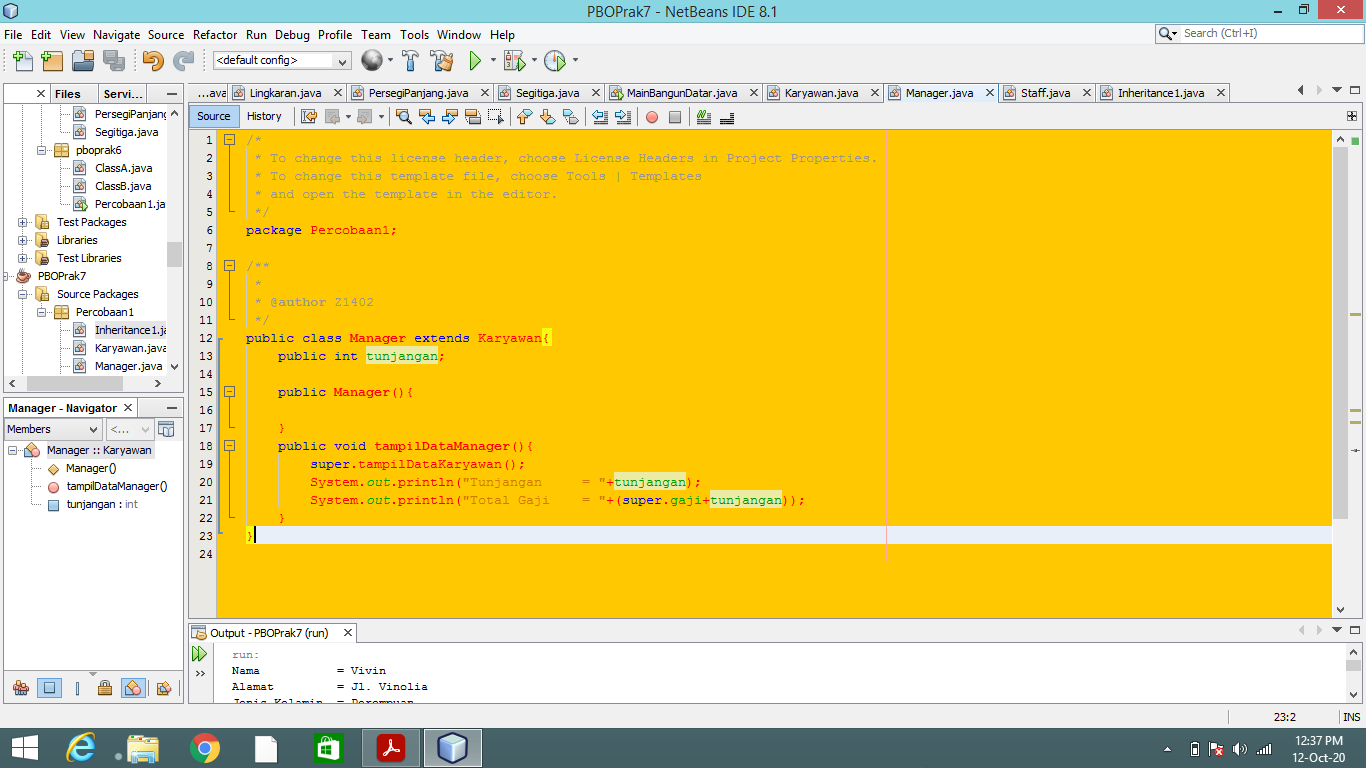 PBOPrak7 - NetBeans IDE 8.1
File Edit View Navigate Source Refactor Run Debug Profile Team Tools Window Help
Search (Ctrl+I)
<default config>
Files Servi...
...ava Lingkaran.java PersegiPanjang.java Segitiga.java MainBangunDatar.java Karyawan.java Manager.java Staff.java Inheritance1.java
Source History
PersegiPanjang
Segitiga.java
pboprak6
ClassA.java
ClassB.java
Percobaan1.ja
Test Packages
Libraries
Test Libraries
PBOPrak7
Source Packages
Percobaan1
Inheritance1.ja
Karyawan.java
Manager.java
Manager - Navigator
Members <...
Manager :: Karyawan
Manager()
tampilDataManager()
tunjangan : int
1 /*
2 * To change this license header, choose License Headers in Project Properties.
3 * To change this template file, choose Tools | Templates
4 * and open the template in the editor.
5 */
6 package Percobaan1;
7
8 /**
9 *
10 * @author Z1402
11 */
12 public class Manager extends Karyawan{
13 public int tunjangan;
14
15 public Manager(){
16
17 }
18 public void tampilDataManager(){
19 super.tampilDataKaryawan();
20 System.out.println("Tunjangan     = "+tunjangan);
21 System.out.println("Total Gaji    = "+(super.gaji+tunjangan));
22 }
23 }
24
Output - PBOPrak7 (run)
run:
Nama = Vivin
Alamat = Jl. Vinolia
Jenis Kelamin = Perempuan
23:2 INS
12:37 PM
12-Oct-20